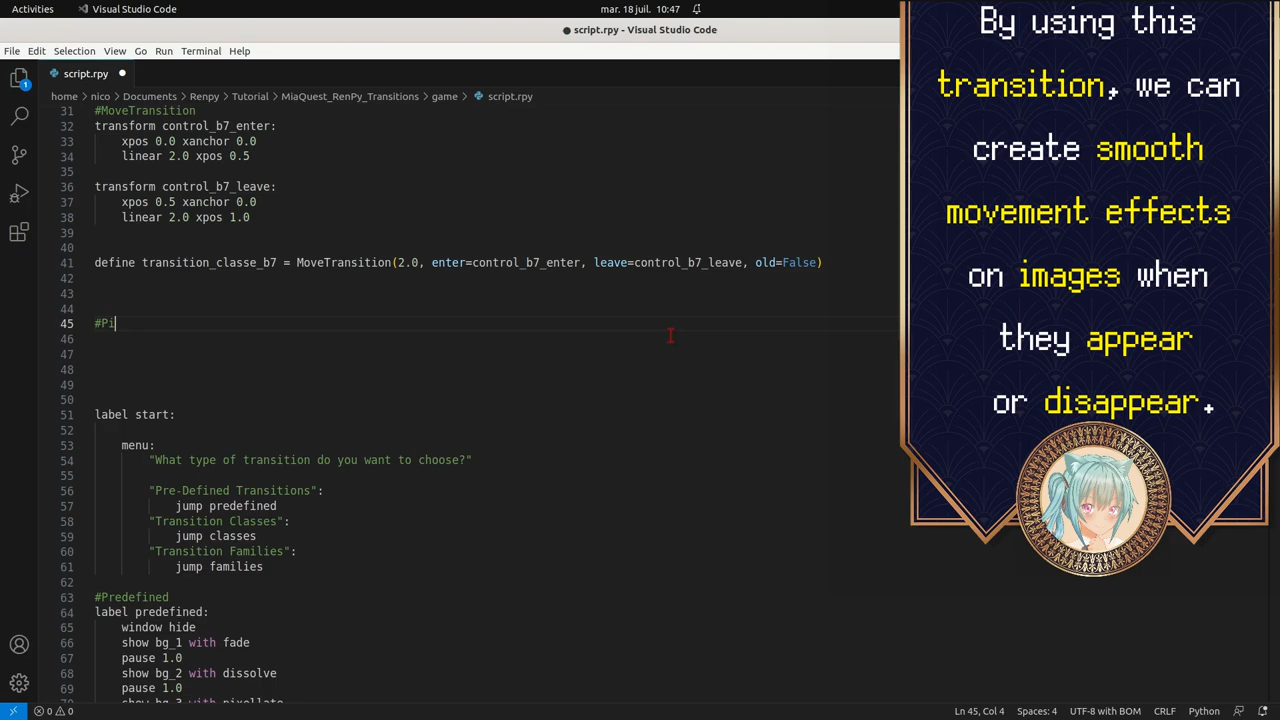 Activities
Visual Studio Code
mar. 18 juil. 10:47
script.rpy - Visual Studio Code
File Edit Selection View Go Run Terminal Help
script.rpy
home > nico > Documents > Renpy > Tutorial > MiaQuest_RenPy_Transitions > game > script.rpy
1
31 #MoveTransition
32 transform control_b7_enter:
33 xpos 0.0 xanchor 0.0
34 linear 2.0 xpos 0.5
35
36 transform control_b7_leave:
37 xpos 0.5 xanchor 0.0
38 linear 2.0 xpos 1.0
39
40
41 define transition_classe_b7 = MoveTransition(2.0, enter=control_b7_enter, leave=control_b7_leave, old=False)
42
43
44
45 #Pi
46
47
48
49
50
51 label start:
52
53 menu:
54 "What type of transition do you want to choose?"
55
56 "Pre-Defined Transitions":
57 jump predefined
58 "Transition Classes":
59 jump classes
60 "Transition Families":
61 jump families
62
63 #Predefined
64 label predefined:
65 window hide
66 show bg_1 with fade
67 pause 1.0
68 show bg_2 with dissolve
69 pause 1.0
70 show bg_3 with pixellate
By using this
transition, we can
create smooth
movement effects
on images when
they appear
or disappear.
0 0
Ln 45, Col 4 Spaces: 4 UTF-8 with BOM CRLF Python